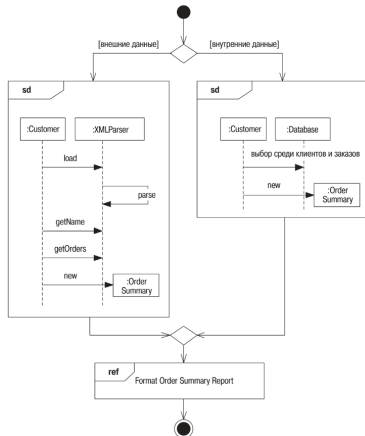 [внешние данные]
[внутренние данные]
sd
:Customer
:XMLParser
load
parse
getName
getOrders
new
:Order
Summary
sd
:Customer
:Database
выбор среди клиентов и заказов
new
:Order
Summary
ref
Format Order Summary Report